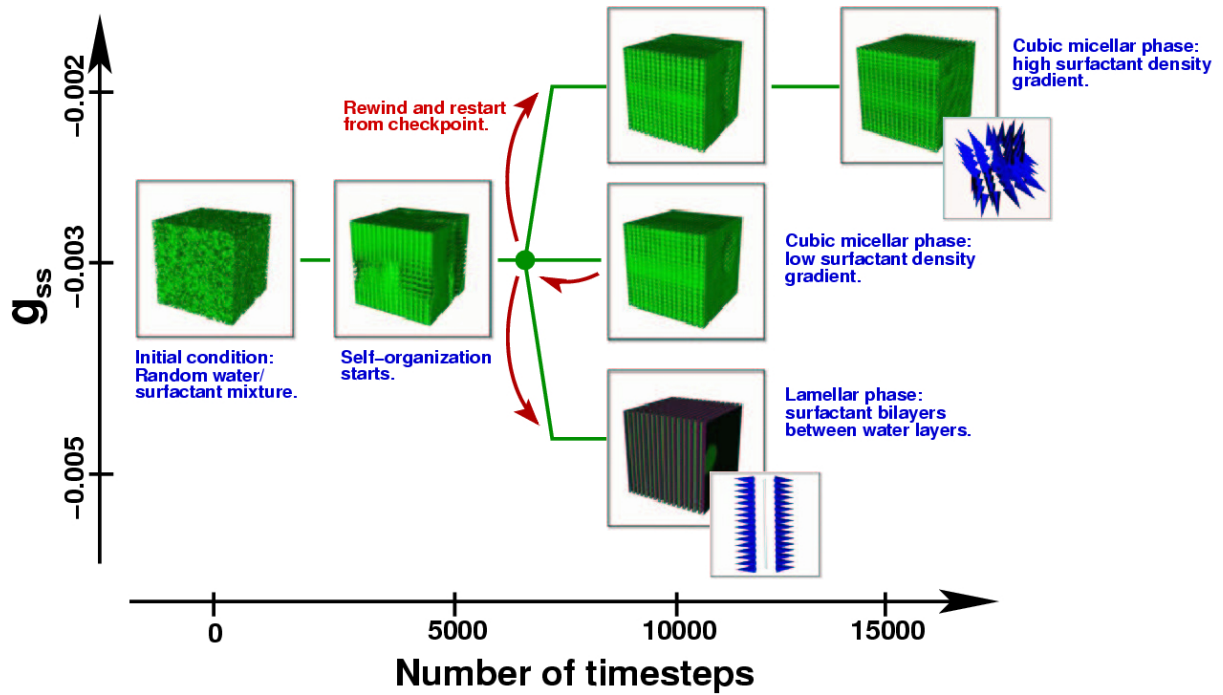 Cubic micellar phase:
high surfactant density
gradient.
Rewind and restart
from checkpoint.
−0.002
−0.003
−0.005
g_ss
Cubic micellar phase:
low surfactant density
gradient.
Initial condition:
Random water/
surfactant mixture.
Self−organization
starts.
Lamellar phase:
surfactant bilayers
between water layers.
0
5000
10000
15000
Number of timesteps